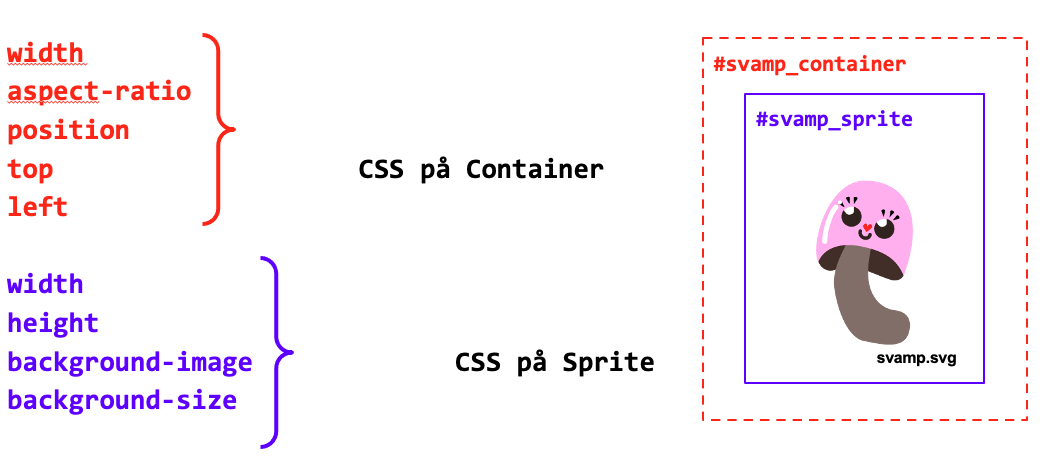 width
aspect-ratio
position
top
left
CSS på Container
width
height
background-image
background-size
CSS på Sprite
#svamp_container
#svamp_sprite
svamp.svg